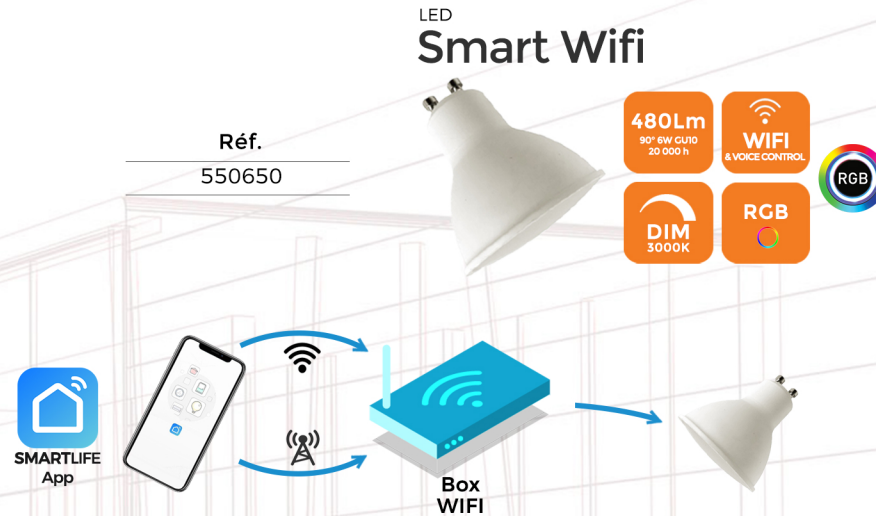 LED
Smart Wifi
Réf.
550650
480Lm
90° 6W GU10
20 000 h
WIFI
& VOICE CONTROL
RGB
DIM
3000K
RGB
SMARTLIFE
App
Box
WIFI